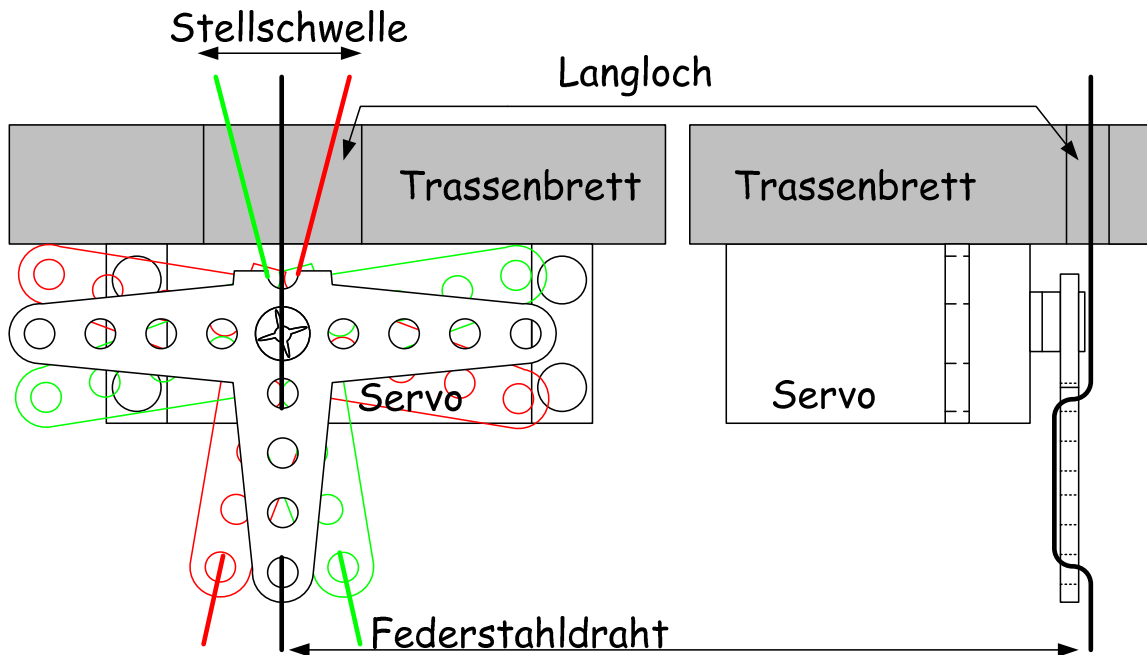 Stellschwelle
Langloch
Trassenbrett
Trassenbrett
Servo
Servo
Federstahldraht